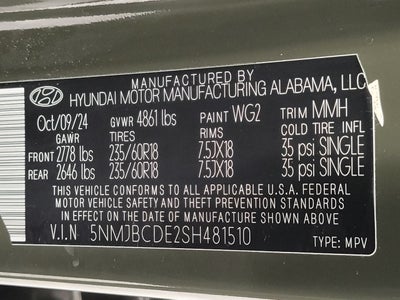 MANUFACTURED BY
HYUNDAI MOTOR MANUFACTURING ALABAMA, LLC
Oct/09/24 GVWR 4861 lbs PAINT WG2 TRIM MMH
GAWR TIRES RIMS COLD TIRE INFL
FRONT 2778 lbs 235/60R18 7.5JX18 35 psi SINGLE
REAR 2646 lbs 235/60R18 7.5JX18 35 psi SINGLE
THIS VEHICLE CONFORMS TO ALL APPLICABLE U.S.A. FEDERAL
MOTOR VEHICLE SAFETY AND THEFT PREVENTION STANDARDS
IN EFFECT ON THE DATE OF MANUFACTURE SHOWN ABOVE.
V.I.N 5NMJBCDE2SH481510 TYPE: MPV